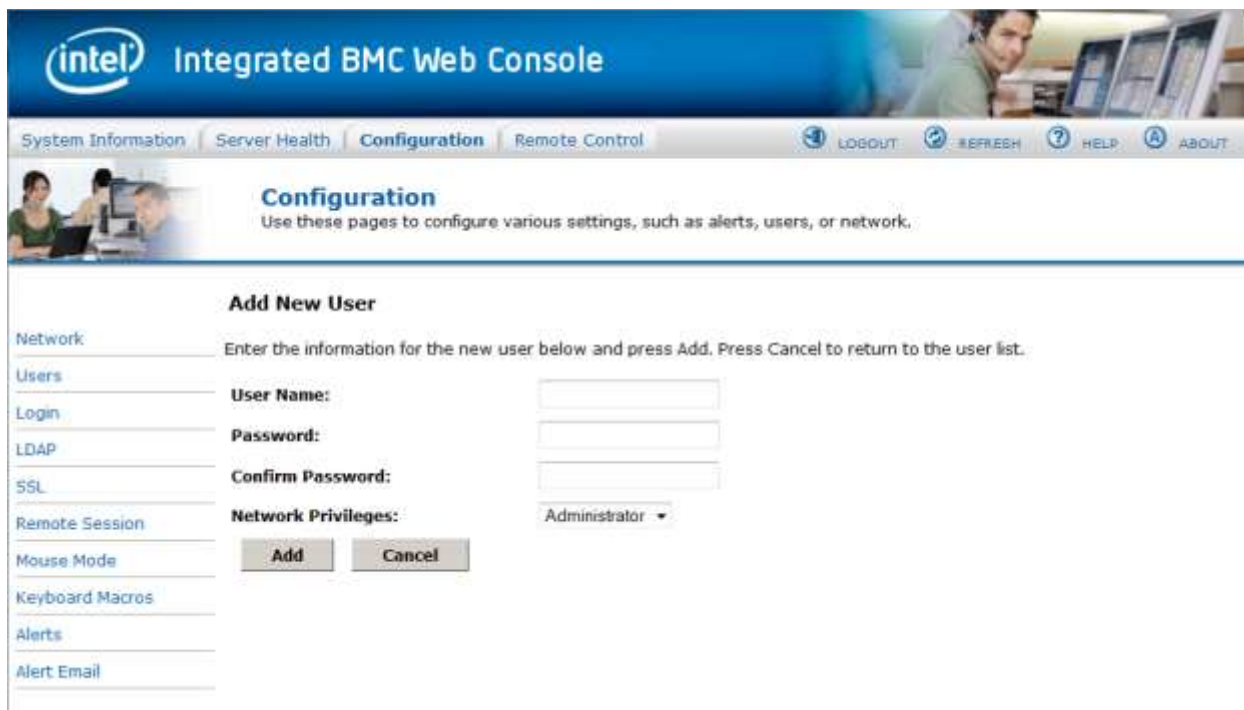 intel Integrated BMC Web Console
System Information Server Health Configuration Remote Control LOGOUT REFRESH HELP ABOUT
Configuration
Use these pages to configure various settings, such as alerts, users, or network.
Network
Users
Login
LDAP
SSL
Remote Session
Mouse Mode
Keyboard Macros
Alerts
Alert Email
Add New User
Enter the information for the new user below and press Add. Press Cancel to return to the user list.
User Name:
Password:
Confirm Password:
Network Privileges: Administrator
Add Cancel